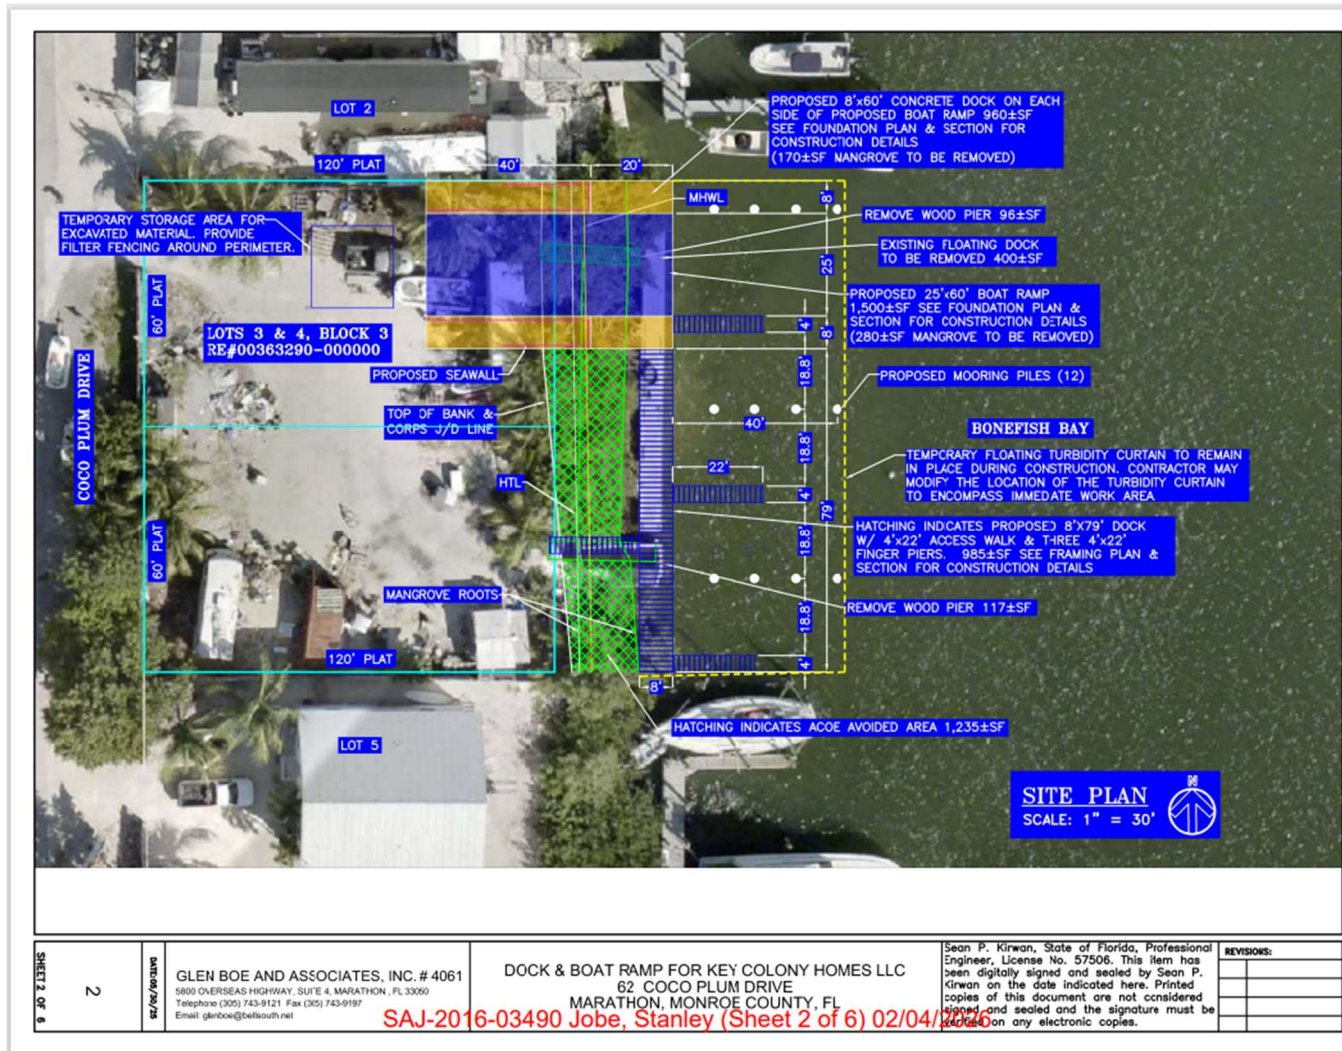 LOT 2
PROPOSED 8'x60' CONCRETE DOCK ON EACH
SIDE OF PROPOSED BOAT RAMP 960±SF
SEE FOUNDATION PLAN & SECTION FOR
CONSTRUCTION DETAILS
(170±SF MANGROVE TO BE REMOVED)
120' PLAT
40'
20'
MHWL
8'
TEMPORARY STORAGE AREA FOR
EXCAVATED MATERIAL. PROVIDE
FILTER FENCING AROUND PERIMETER.
REMOVE WOOD PIER 96±SF
EXISTING FLOATING DOCK
TO BE REMOVED 400±SF
25'
60' PLAT
PROPOSED 25'x60' BOAT RAMP
1,500±SF SEE FOUNDATION PLAN &
SECTION FOR CONSTRUCTION DETAILS
(280±SF MANGROVE TO BE REMOVED)
4'
8'
LOTS 3 & 4, BLOCK 3
RE#00363290-000000
PROPOSED SEAWALL
18.8'
PROPOSED MOORING PILES (12)
COCO PLUM DRIVE
TOP OF BANK &
CORPS J/D LINE
40'
BONEFISH BAY
18.8'
TEMPORARY FLOATING TURBIDITY CURTAIN TO REMAIN
IN PLACE DURING CONSTRUCTION. CONTRACTOR MAY
MODIFY THE LOCATION OF THE TURBIDITY CURTAIN
TO ENCOMPASS IMMEDATE WORK AREA
22'
HTL
4'
79'
HATCHING INDICATES PROPOSED 8'X79' DOCK
W/ 4'x22' ACCESS WALK & THREE 4'x22'
FINGER PIERS. 985±SF SEE FRAMING PLAN &
SECTION FOR CONSTRUCTION DETAILS
18.8'
60' PLAT
MANGROVE ROOTS
REMOVE WOOD PIER 117±SF
18.8'
120' PLAT
4'
8'
HATCHING INDICATES ACOE AVOIDED AREA 1,235±SF
LOT 5
N
SITE PLAN
SCALE: 1" = 30'
SHEET 2 OF 6
2
DATE:09/30/25
GLEN BOE AND ASSOCIATES, INC. # 4061
5800 OVERSEAS HIGHWAY, SUITE 4, MARATHON , FL 33050
Telephone (305) 743-9121 Fax (305) 743-9197
Email: glenboe@bellsouth.net
DOCK & BOAT RAMP FOR KEY COLONY HOMES LLC
62 COCO PLUM DRIVE
MARATHON, MONROE COUNTY, FL
SAJ-2016-03490 Jobe, Stanley (Sheet 2 of 6) 02/04/2026
Sean P. Kirwan, State of Florida, Professional
Engineer, License No. 57506. This item has
been digitally signed and sealed by Sean P.
Kirwan on the date indicated here. Printed
copies of this document are not considered
signed and sealed and the signature must be
verified on any electronic copies.
REVISIONS: